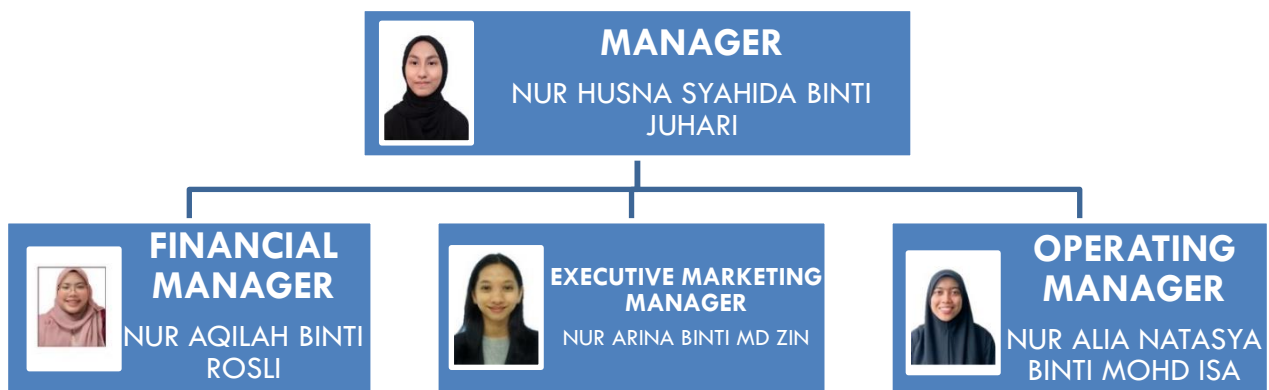 MANAGER
NUR HUSNA SYAHIDA BINTI
JUHARI
FINANCIAL
MANAGER
NUR AQILAH BINTI
ROSLI
EXECUTIVE MARKETING
MANAGER
NUR ARINA BINTI MD ZIN
OPERATING
MANAGER
NUR ALIA NATASYA
BINTI MOHD ISA